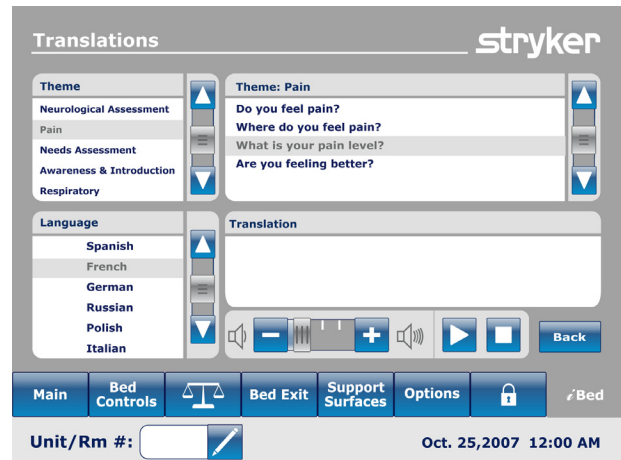 Translations
stryker
Theme
Neurological Assessment
Pain
Needs Assessment
Awareness & Introduction
Respiratory
Theme: Pain
Do you feel pain?
Where do you feel pain?
What is your pain level?
Are you feeling better?
Language
Spanish
French
German
Russian
Polish
Italian
Translation
Back
Main
Bed
Controls
Bed Exit
Support
Surfaces
Options
iBed
Unit/Rm #:
Oct. 25,2007 12:00 AM